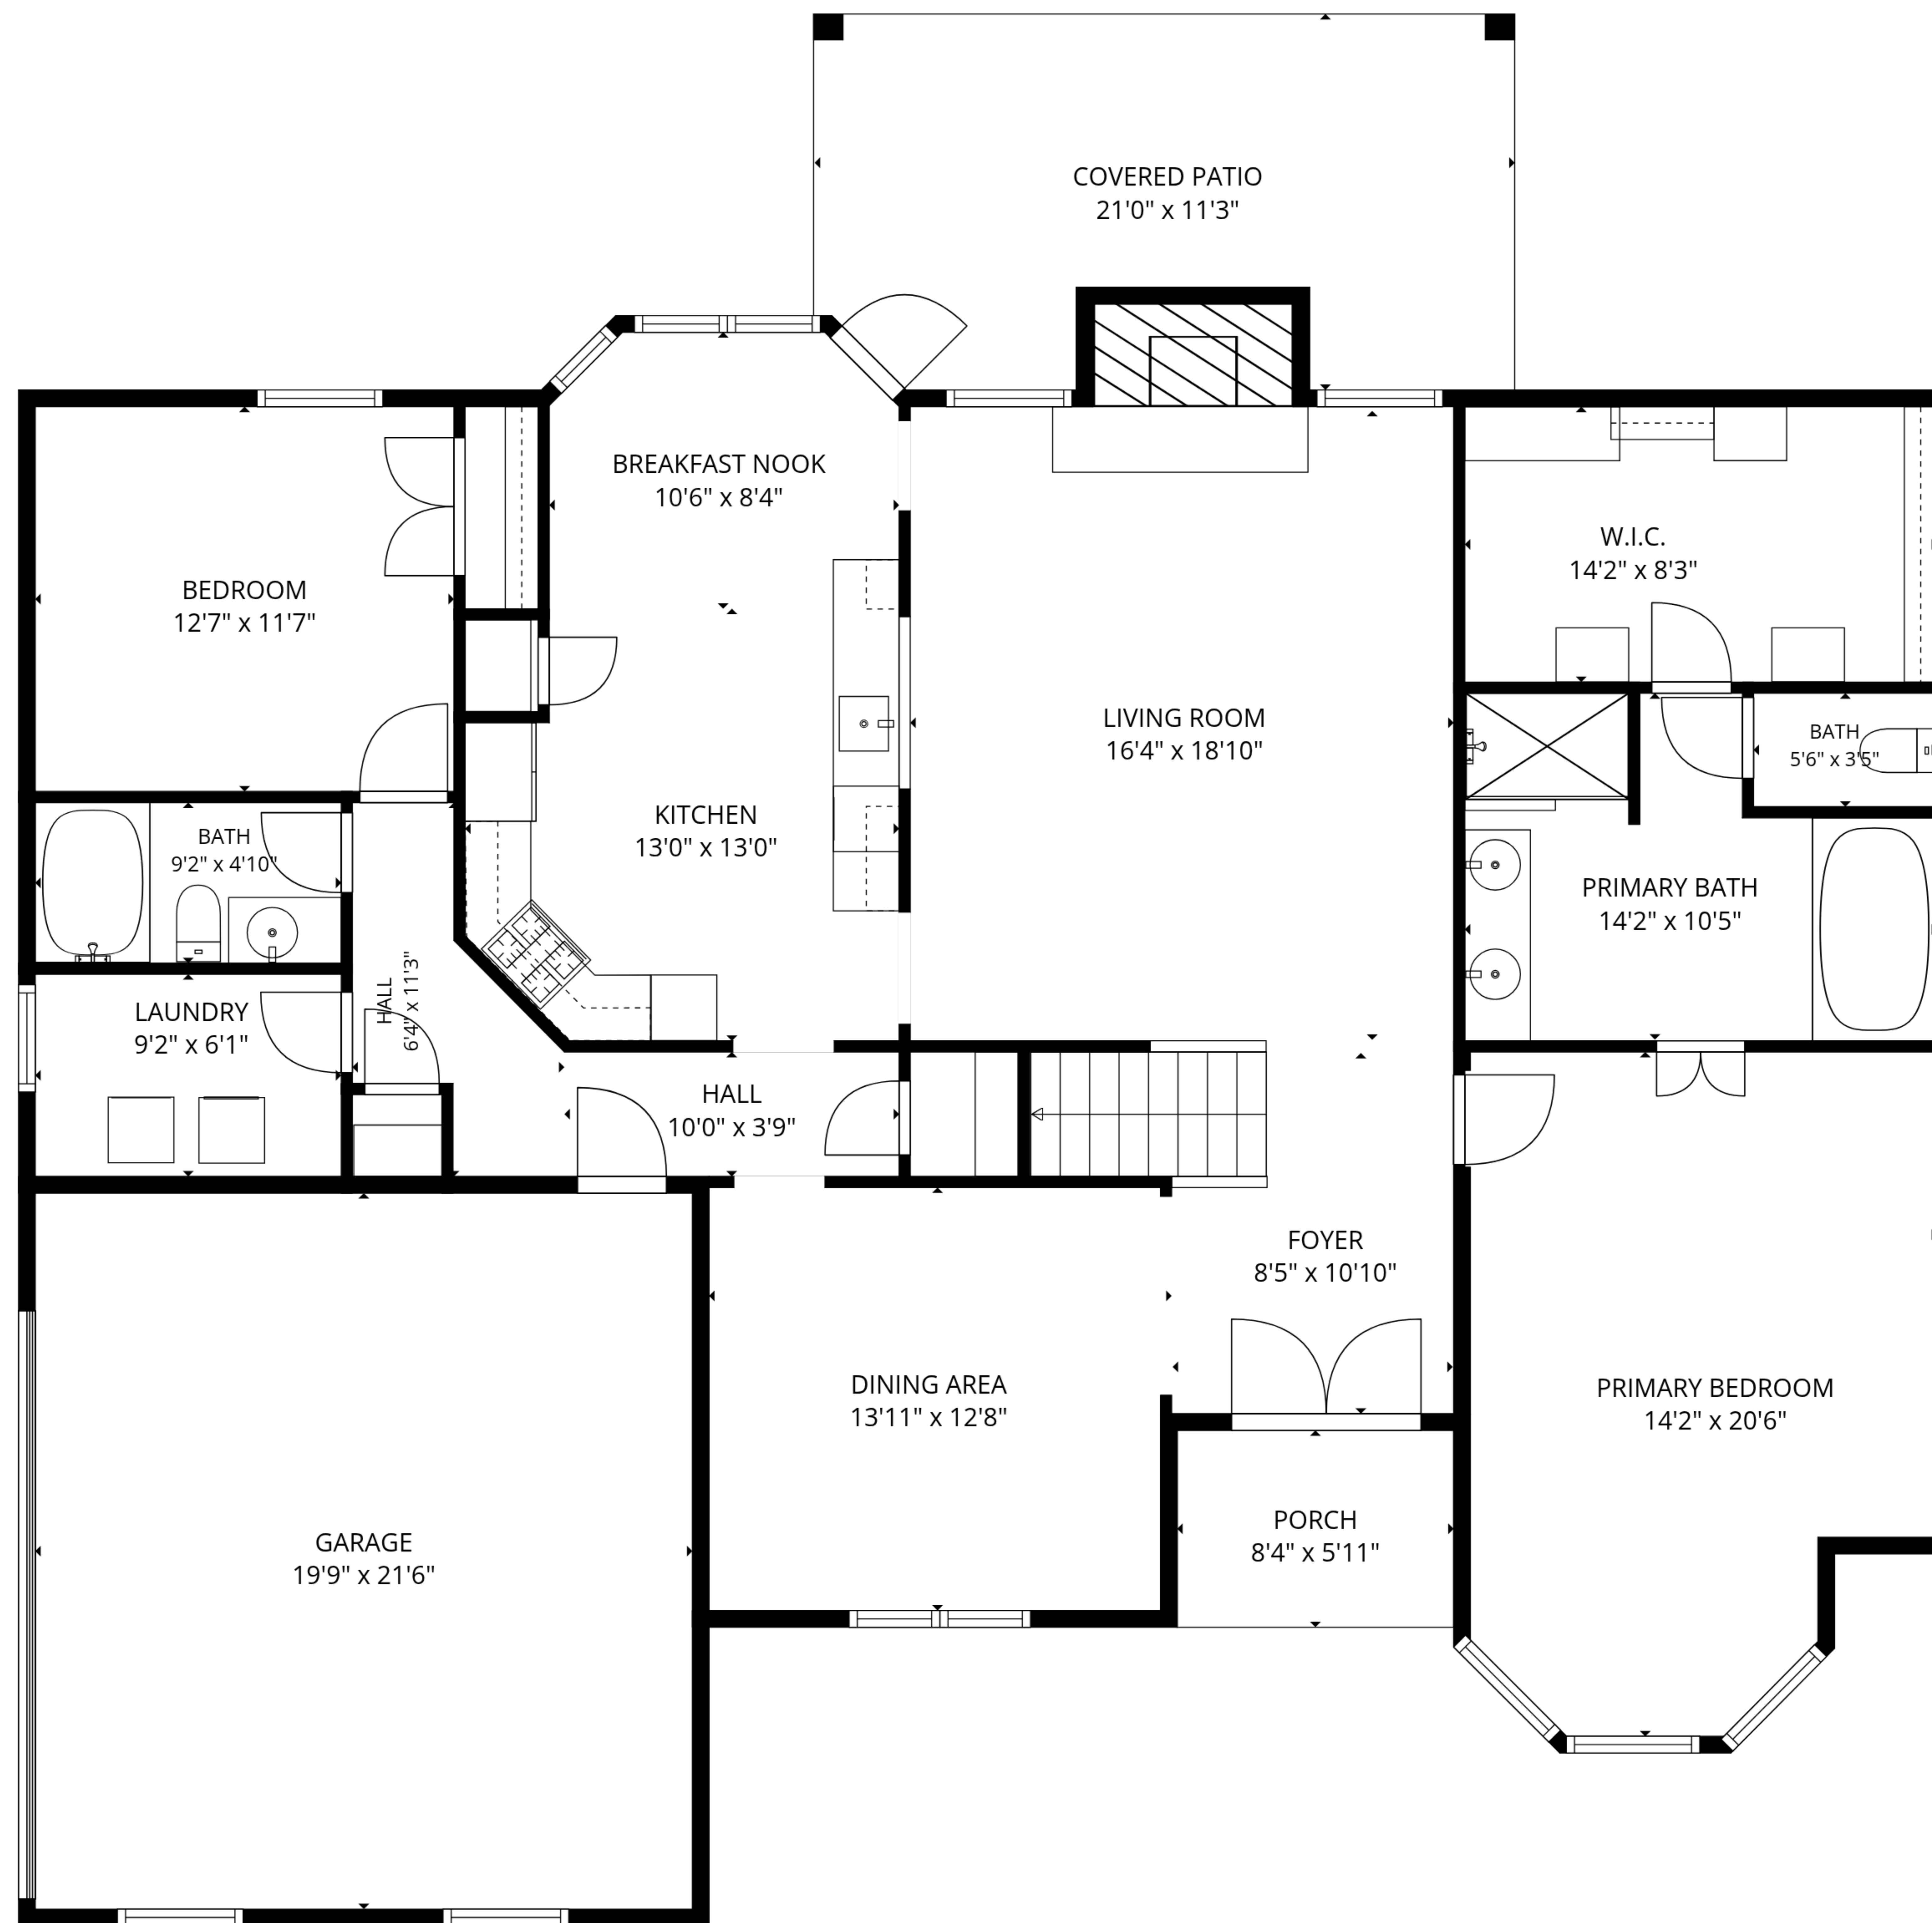 COVERED PATIO
21'0" x 11'3"
BREAKFAST NOOK
10'6" x 8'4"
W.I.C.
14'2" x 8'3"
BEDROOM
12'7" x 11'7"
LIVING ROOM
16'4" x 18'10"
BATH
5'6" x 3'5"
KITCHEN
13'0" x 13'0"
BATH
9'2" x 4'10"
PRIMARY BATH
14'2" x 10'5"
HALL
6'4" x 11'3"
LAUNDRY
9'2" x 6'1"
HALL
10'0" x 3'9"
FOYER
8'5" x 10'10"
DINING AREA
13'11" x 12'8"
PRIMARY BEDROOM
14'2" x 20'6"
PORCH
8'4" x 5'11"
GARAGE
19'9" x 21'6"